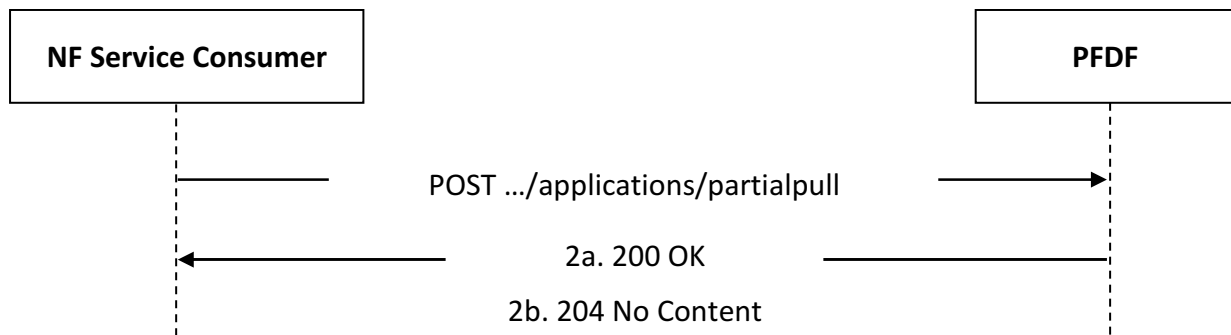 NF Service Consumer
PFDF
POST .../applications/partialpull
2a. 200 OK
2b. 204 No Content